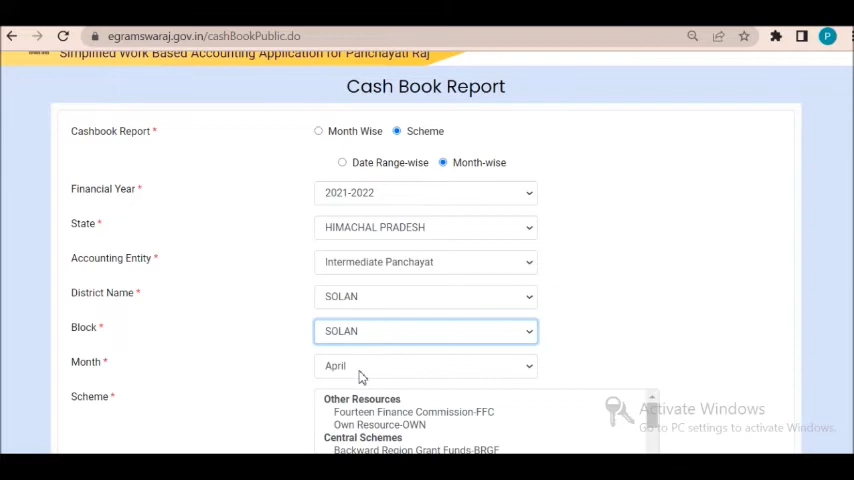 egramswaraj.gov.in/cashBookPublic.do
P
Simplified Work Based Accounting Application for Panchayati Raj
Cash Book Report
Cashbook Report *
Month Wise
Scheme
Date Range-wise
Month-wise
Financial Year *
2021-2022
State *
HIMACHAL PRADESH
Accounting Entity *
Intermediate Panchayat
District Name *
SOLAN
Block *
SOLAN
Month *
April
Scheme *
Other Resources
Fourteen Finance Commission-FFC
Own Resource-OWN
Central Schemes
Backward Region Grant Funds-BRGF
Activate Windows
Go to PC settings to activate Windows.